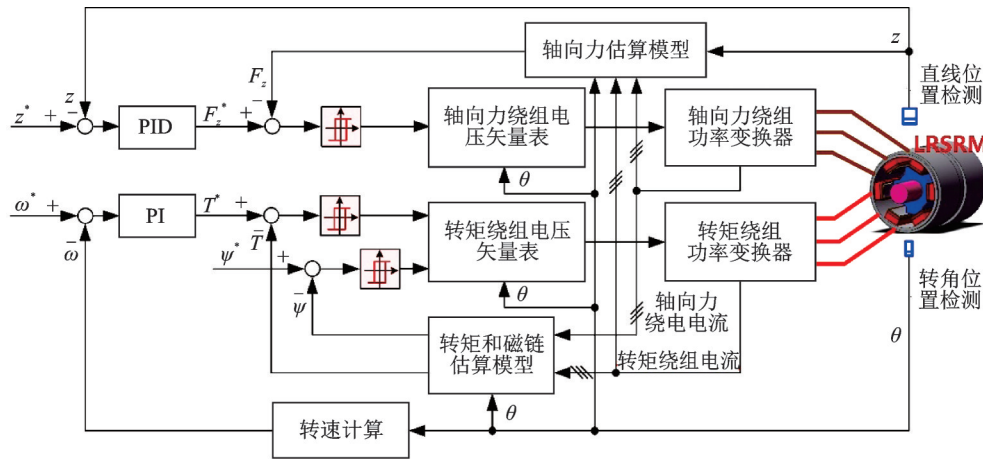 轴向力估算模型
z
直线位
置检测
F_z
z
z* + −
PID
F_z* + −
轴向力绕组电
压矢量表
轴向力绕组
功率变换器
LRSRM
θ
ω* +
−
ω
PI
T* +
−
T
ψ* +
转矩绕组电压
矢量表
转矩绕组
功率变换器
−
ψ
θ
轴向力
绕电电流
转角位
置检测
转矩和磁链
估算模型
转矩绕组电流
θ
θ
转速计算